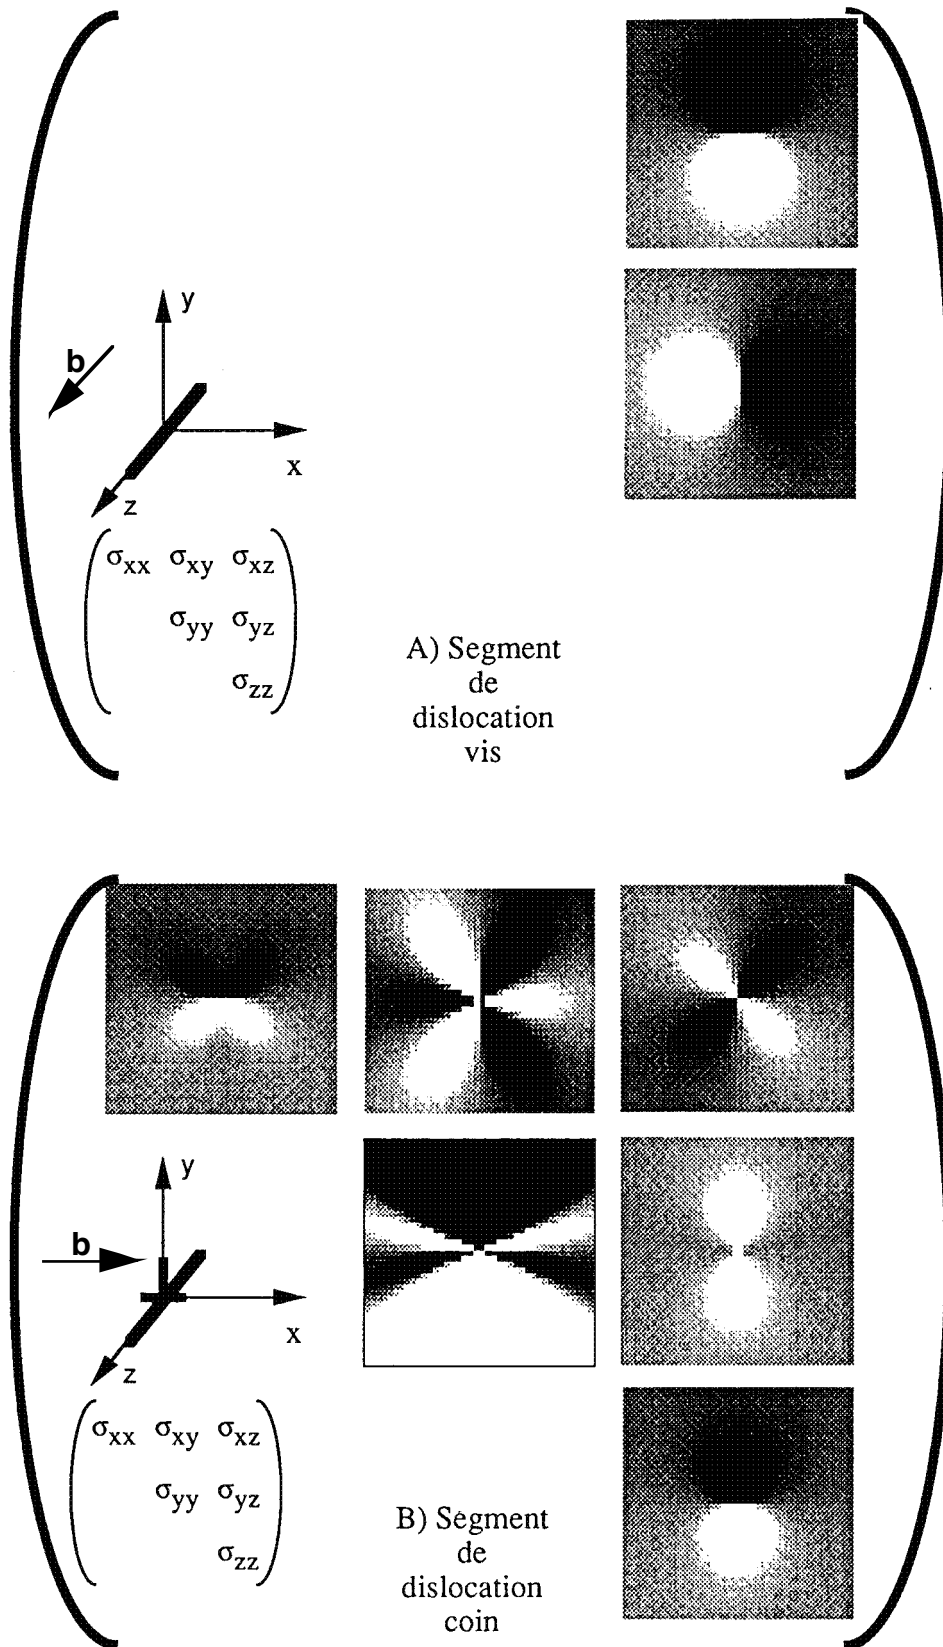 y
b
x
z
σxx σxy σxz
σyy σyz
σzz
A) Segment
de
dislocation
vis
y
b
x
z
σxx σxy σxz
σyy σyz
σzz
B) Segment
de
dislocation
coin